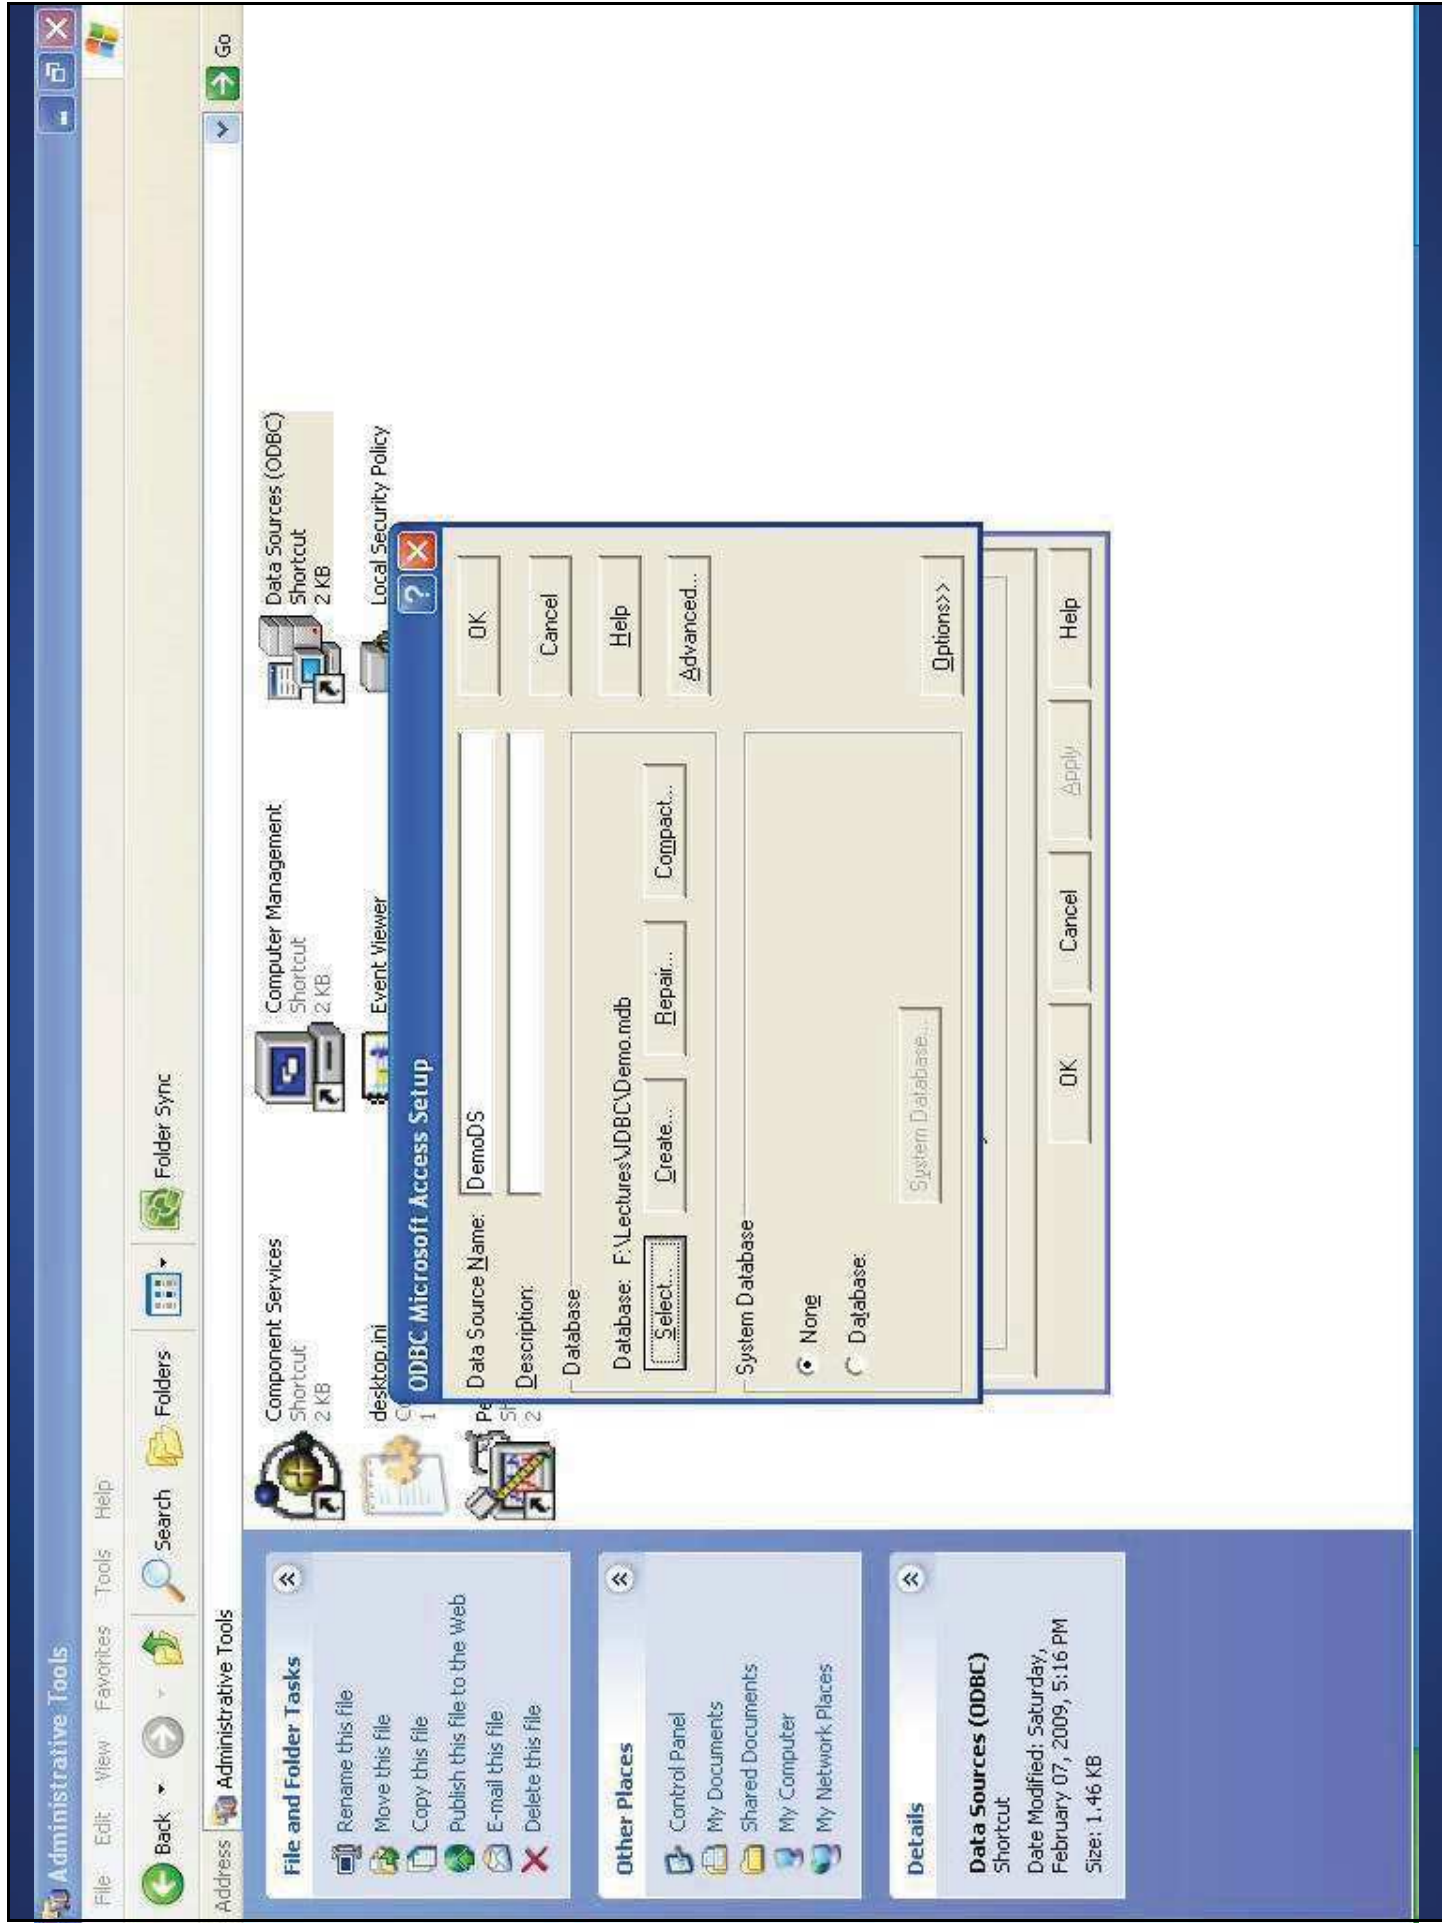 Administrative Tools
File Edit View Favorites Tools Help
Back Search Folders Folder Sync
Address Administrative Tools Go
File and Folder Tasks
Rename this file
Move this file
Copy this file
Publish this file to the Web
E-mail this file
Delete this file
Other Places
Control Panel
My Documents
Shared Documents
My Computer
My Network Places
Details
Data Sources (ODBC)
Shortcut
Date Modified: Saturday,
February 07, 2009, 5:16 PM
Size: 1.46 KB
Component Services
Shortcut
2 KB
Computer Management
Shortcut
2 KB
Data Sources (ODBC)
Shortcut
2 KB
desktop.ini
1
Event Viewer
Local Security Policy
Pe
Sh
2
ODBC Microsoft Access Setup
Data Source Name: DemoDS
Description:
Database
Database: F:\Lectures\JDBC\Demo.mdb
Select... Create... Repair... Compact...
System Database
None
Database:
System Database...
OK
Cancel
Help
Advanced...
Options>>
OK Cancel Apply Help